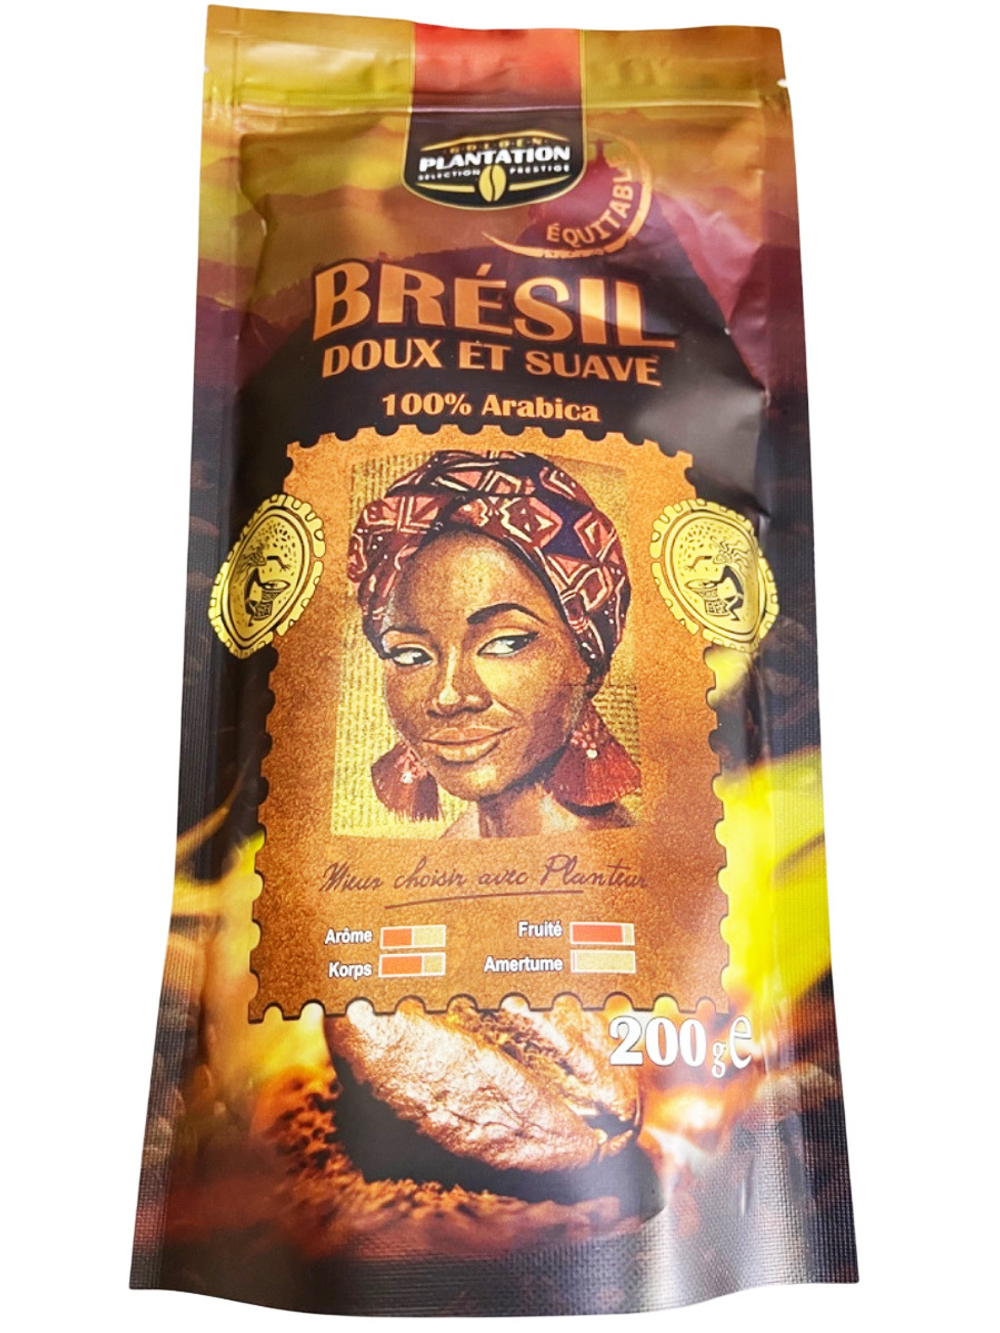 GOLDEN
PLANTATION
SELECTION PRESTIGE
ÉQUITABLE
BRÉSIL
DOUX ET SUAVE
100% Arabica
Mieux choisir avec Planteur
Arôme
Fruité
Korps
Amertume
200g e